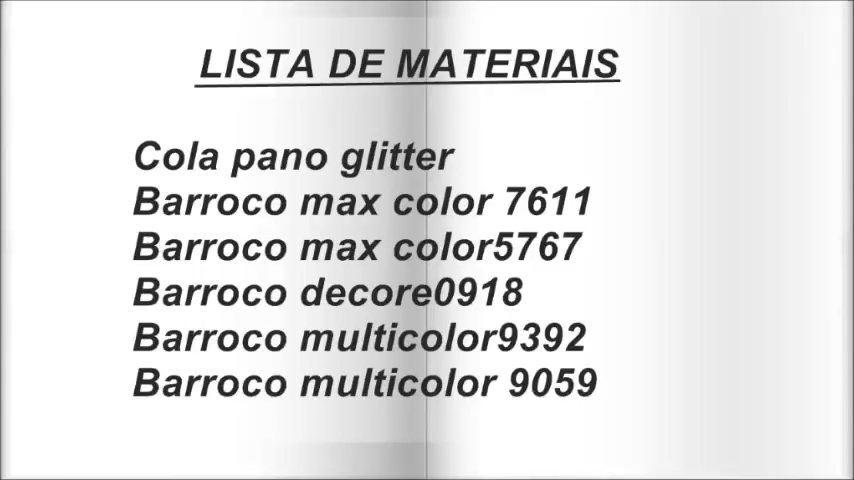 LISTA DE MATERIAIS
Cola pano glitter
Barroco max color 7611
Barroco max color5767
Barroco decore0918
Barroco multicolor9392
Barroco multicolor 9059